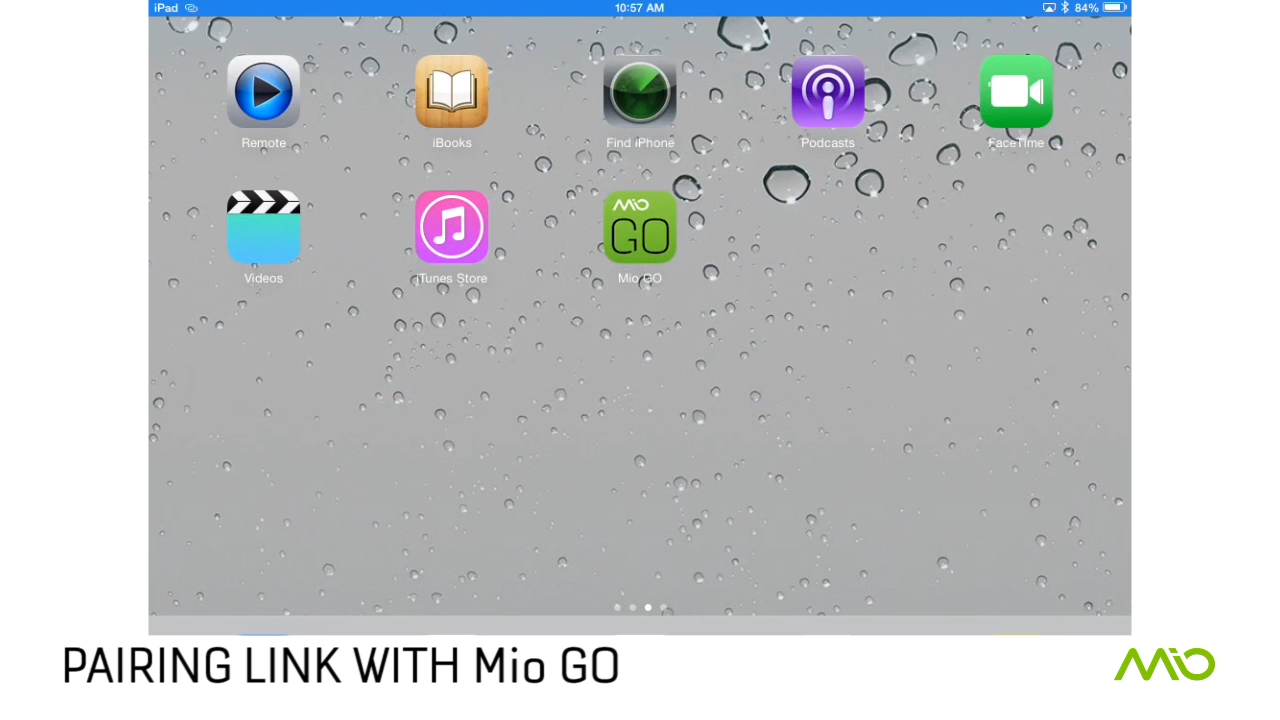 iPad 10:57 AM 84%
Remote iBooks Find iPhone Podcasts FaceTime
MiO
GO
Videos iTunes Store Mio GO
PAIRING LINK WITH Mio GO
MiO